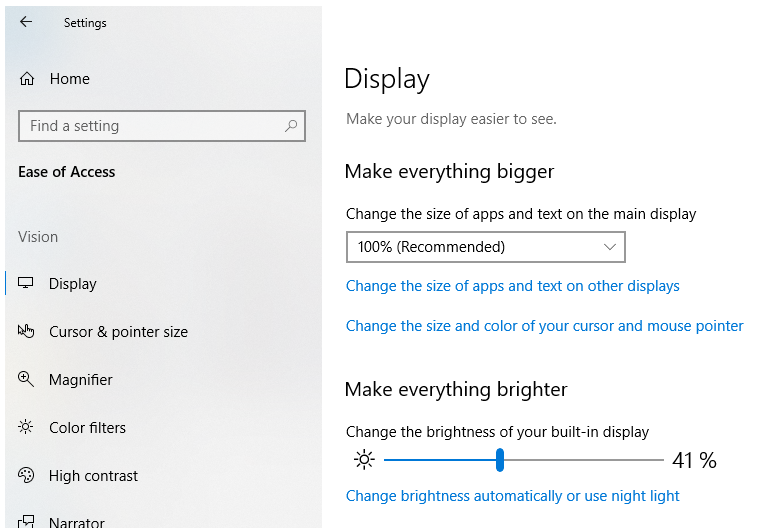 Settings
Home
Find a setting
Ease of Access
Vision
Display
Cursor & pointer size
Magnifier
Color filters
High contrast
Narrator
Display
Make your display easier to see.
Make everything bigger
Change the size of apps and text on the main display
100% (Recommended)
Change the size of apps and text on other displays
Change the size and color of your cursor and mouse pointer
Make everything brighter
Change the brightness of your built-in display
41 %
Change brightness automatically or use night light